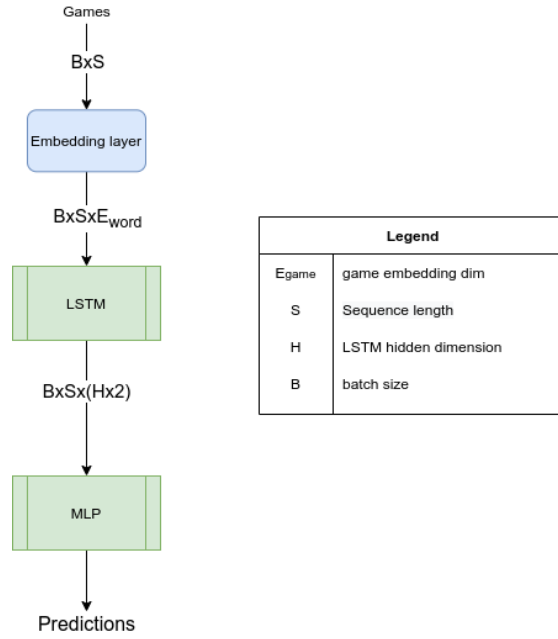 Games
BxS
Embedding layer
BxSxEword
LSTM
BxSx(Hx2)
MLP
Predictions
Legend
Egame game embedding dim
S Sequence length
H LSTM hidden dimension
B batch size